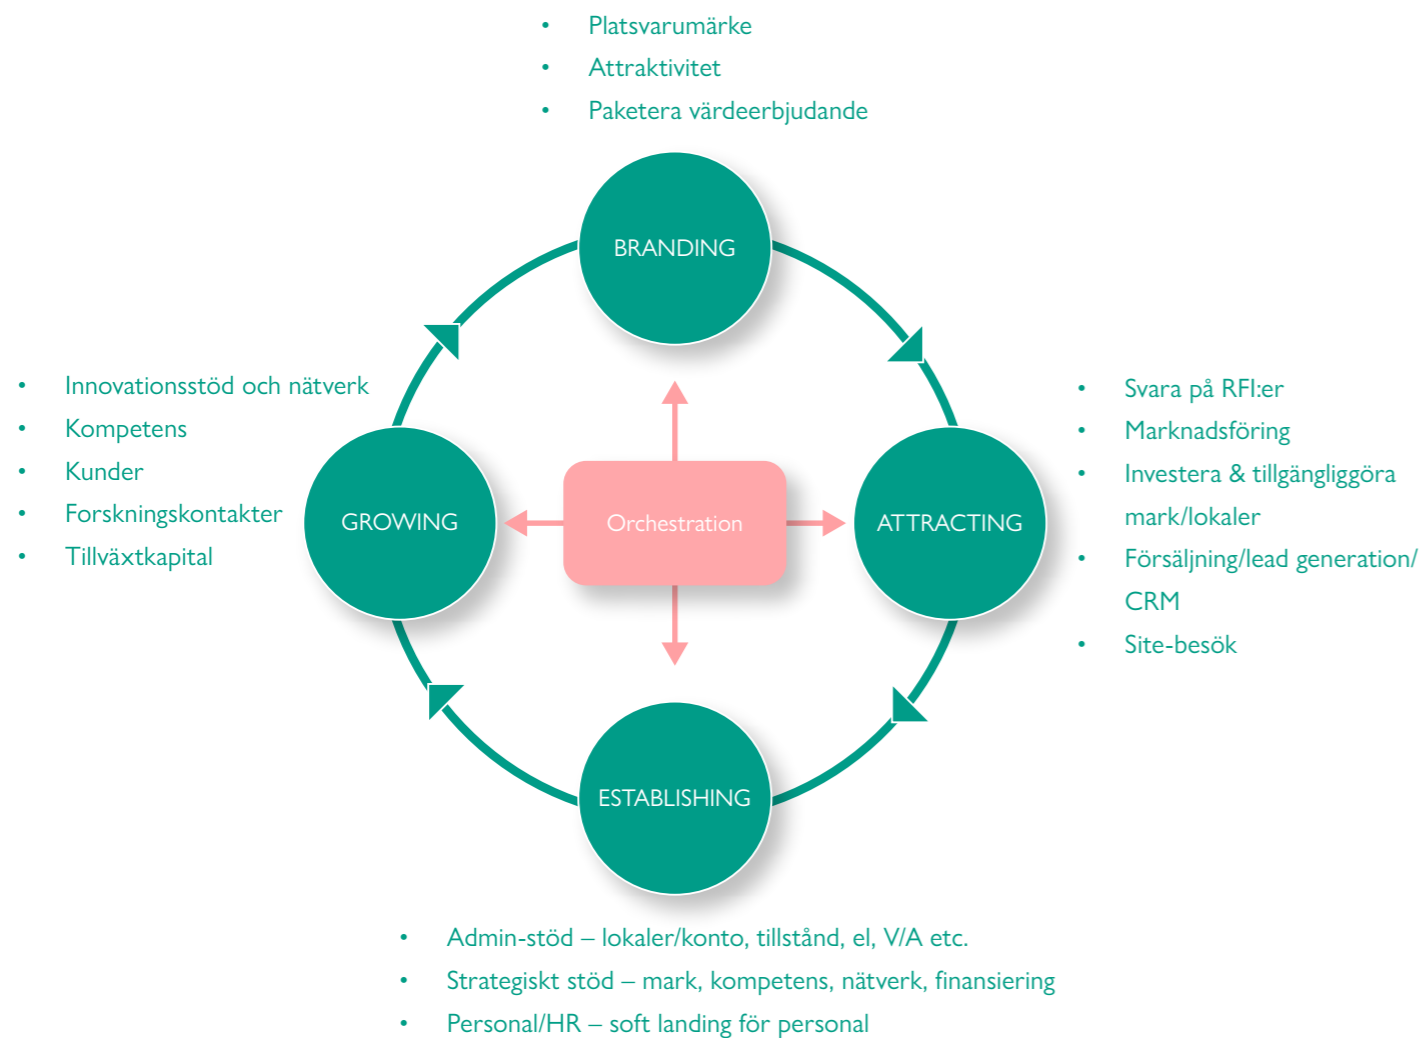 • Platsvarumärke
• Attraktivitet
• Paketera värdeerbjudande
BRANDING
• Innovationsstöd och nätverk
• Kompetens
• Kunder
• Forskningskontakter
• Tillväxtkapital
GROWING
Orchestration
ATTRACTING
• Svara på RFI:er
• Marknadsföring
• Investera & tillgängliggöra
mark/lokaler
• Försäljning/lead generation/
CRM
• Site-besök
ESTABLISHING
• Admin-stöd – lokaler/konto, tillstånd, el, V/A etc.
• Strategiskt stöd – mark, kompetens, nätverk, finansiering
• Personal/HR – soft landing för personal